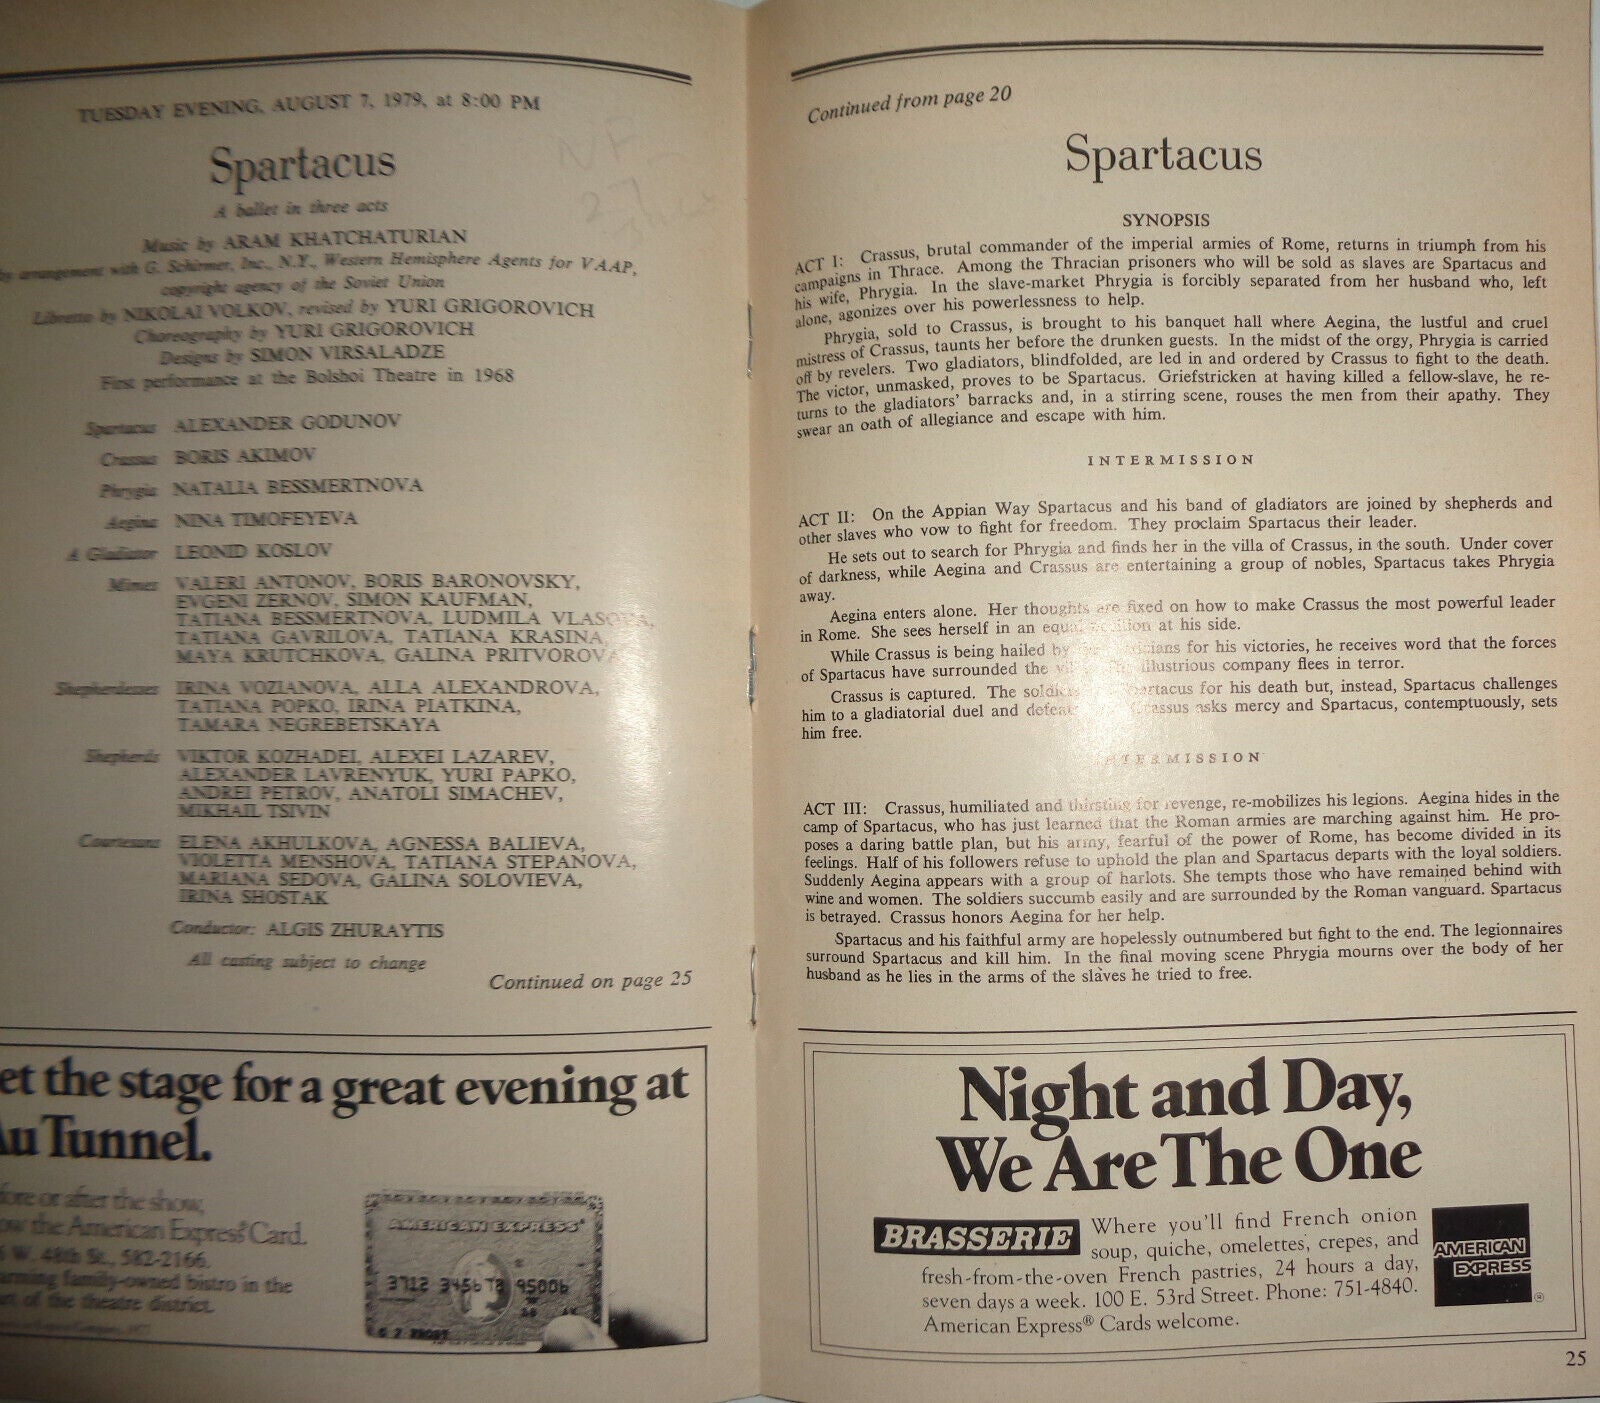 TUESDAY EVENING, AUGUST 7, 1979, at 8:00 PM
Spartacus
A ballet in three acts
Music by ARAM KHATCHATURIAN
by arrangement with G. Schirmer, Inc., N.Y., Western Hemisphere Agents for VAAP,
copyright agency of the Soviet Union
Libretto by NIKOLAI VOLKOV, revised by YURI GRIGOROVICH
Choreography by YURI GRIGOROVICH
Designs by SIMON VIRSALADZE
First performance at the Bolshoi Theatre in 1968
Spartacus ALEXANDER GODUNOV
Crassus BORIS AKIMOV
Phrygia NATALIA BESSMERTNOVA
Aegina NINA TIMOFEYEVA
A Gladiator LEONID KOSLOV
Mimes VALERI ANTONOV, BORIS BARONOVSKY,
EVGENI ZERNOV, SIMON KAUFMAN,
TATIANA BESSMERTNOVA, LUDMILA VLASOVA,
TATIANA GAVRILOVA, TATIANA KRASINA,
MAYA KRUTCHKOVA, GALINA PRITVOROVA
Shepherdesses IRINA VOZIANOVA, ALLA ALEXANDROVA,
TATIANA POPKO, IRINA PIATKINA,
TAMARA NEGREBETSKAYA
Shepherds VIKTOR KOZHADEI, ALEXEI LAZAREV,
ALEXANDER LAVRENYUK, YURI PAPKO,
ANDREI PETROV, ANATOLI SIMACHEV,
MIKHAIL TSIVIN
Courtesans ELENA AKHULKOVA, AGNESSA BALIEVA,
VIOLETTA MENSHOVA, TATIANA STEPANOVA,
MARIANA SEDOVA, GALINA SOLOVIEVA,
IRINA SHOSTAK
Conductor: ALGIS ZHURAYTIS
All casting subject to change
Continued on page 25
et the stage for a great evening at
Au Tunnel.
fore or after the show,
ow the American Express® Card.
W. 48th St., 582-2166.
arming family-owned bistro in the
of the theatre district.
AMERICAN EXPRESS®
3712 3456 78 95006
Continued from page 20
Spartacus
SYNOPSIS
ACT I: Crassus, brutal commander of the imperial armies of Rome, returns in triumph from his
campaigns in Thrace. Among the Thracian prisoners who will be sold as slaves are Spartacus and
his wife, Phrygia. In the slave-market Phrygia is forcibly separated from her husband who, left
alone, agonizes over his powerlessness to help.
Phrygia, sold to Crassus, is brought to his banquet hall where Aegina, the lustful and cruel
mistress of Crassus, taunts her before the drunken guests. In the midst of the orgy, Phrygia is carried
off by revelers. Two gladiators, blindfolded, are led in and ordered by Crassus to fight to the death.
The victor, unmasked, proves to be Spartacus. Griefstricken at having killed a fellow-slave, he re-
turns to the gladiators' barracks and, in a stirring scene, rouses the men from their apathy. They
swear an oath of allegiance and escape with him.
INTERMISSION
ACT II: On the Appian Way Spartacus and his band of gladiators are joined by shepherds and
other slaves who vow to fight for freedom. They proclaim Spartacus their leader.
He sets out to search for Phrygia and finds her in the villa of Crassus, in the south. Under cover
of darkness, while Aegina and Crassus are entertaining a group of nobles, Spartacus takes Phrygia
away.
Aegina enters alone. Her thoughts are fixed on how to make Crassus the most powerful leader
in Rome. She sees herself in an equal position at his side.
While Crassus is being hailed by the patricians for his victories, he receives word that the forces
of Spartacus have surrounded the illustrious company flees in terror.
Crassus is captured. The Spartacus for his death but, instead, Spartacus challenges
him to a gladiatorial duel and Crassus asks mercy and Spartacus, contemptuously, sets
him free.
INTERMISSION
ACT III: Crassus, humiliated and thirsting for revenge, re-mobilizes his legions. Aegina hides in the
camp of Spartacus, who has just learned that the Roman armies are marching against him. He pro-
poses a daring battle plan, but his army, fearful of the power of Rome, has become divided in its
feelings. Half of his followers refuse to uphold the plan and Spartacus departs with the loyal soldiers.
Suddenly Aegina appears with a group of harlots. She tempts those who have remained behind with
wine and women. The soldiers succumb easily and are surrounded by the Roman vanguard. Spartacus
is betrayed. Crassus honors Aegina for her help.
Spartacus and his faithful army are hopelessly outnumbered but fight to the end. The legionnaires
surround Spartacus and kill him. In the final moving scene Phrygia mourns over the body of her
husband as he lies in the arms of the slaves he tried to free.
Night and Day,
We Are The One
BRASSERIE Where you'll find French onion
soup, quiche, omelettes, crepes, and
fresh-from-the-oven French pastries, 24 hours a day,
seven days a week. 100 E. 53rd Street. Phone: 751-4840.
American Express® Cards welcome.
AMERICAN
EXPRESS
®
25